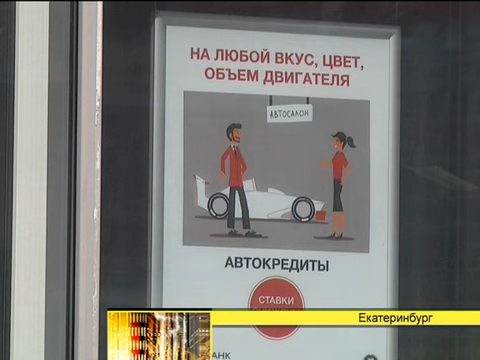 НА ЛЮБОЙ ВКУС, ЦВЕТ,
ОБЪЕМ ДВИГАТЕЛЯ
АВТОСАЛОН
АВТОКРЕДИТЫ
СТАВКИ
Екатеринбург